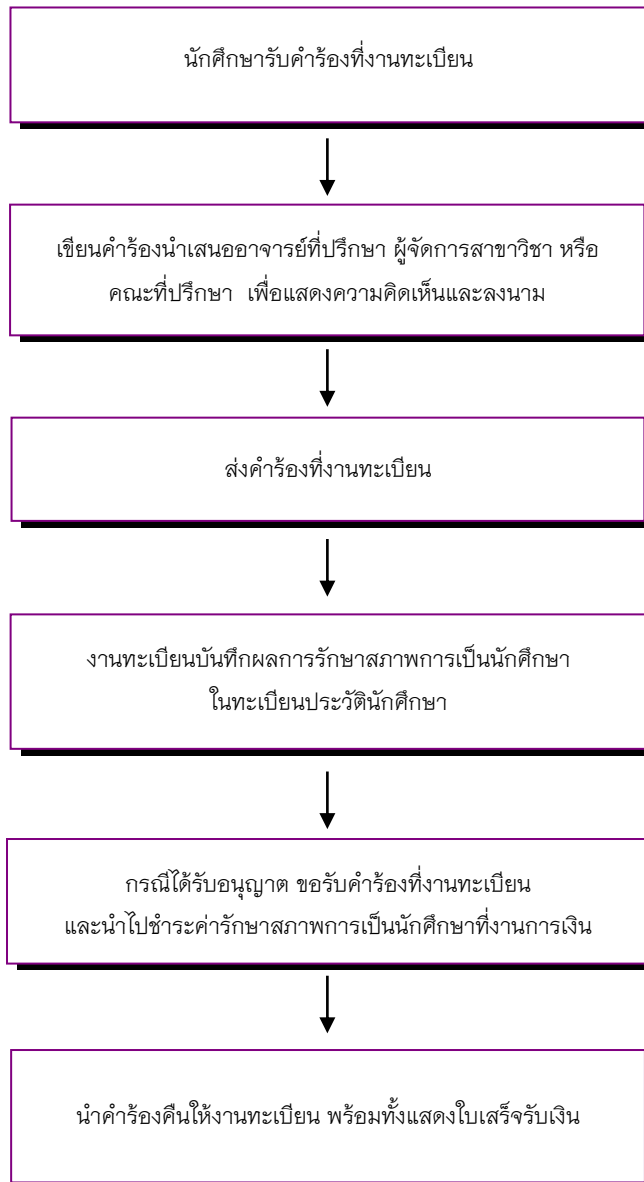 นักศึกษารับคำร้องที่งานทะเบียน
เขียนคำร้องนำเสนออาจารย์ที่ปรึกษา ผู้จัดการสาขาวิชา หรือ
คณะที่ปรึกษา เพื่อแสดงความคิดเห็นและลงนาม
ส่งคำร้องที่งานทะเบียน
งานทะเบียนบันทึกผลการรักษาสภาพการเป็นนักศึกษา
ในทะเบียนประวัตินักศึกษา
กรณีได้รับอนุญาต ขอรับคำร้องที่งานทะเบียน
และนำไปชำระค่ารักษาสภาพการเป็นนักศึกษาที่งานการเงิน
นำคำร้องคืนให้งานทะเบียน พร้อมทั้งแสดงใบเสร็จรับเงิน